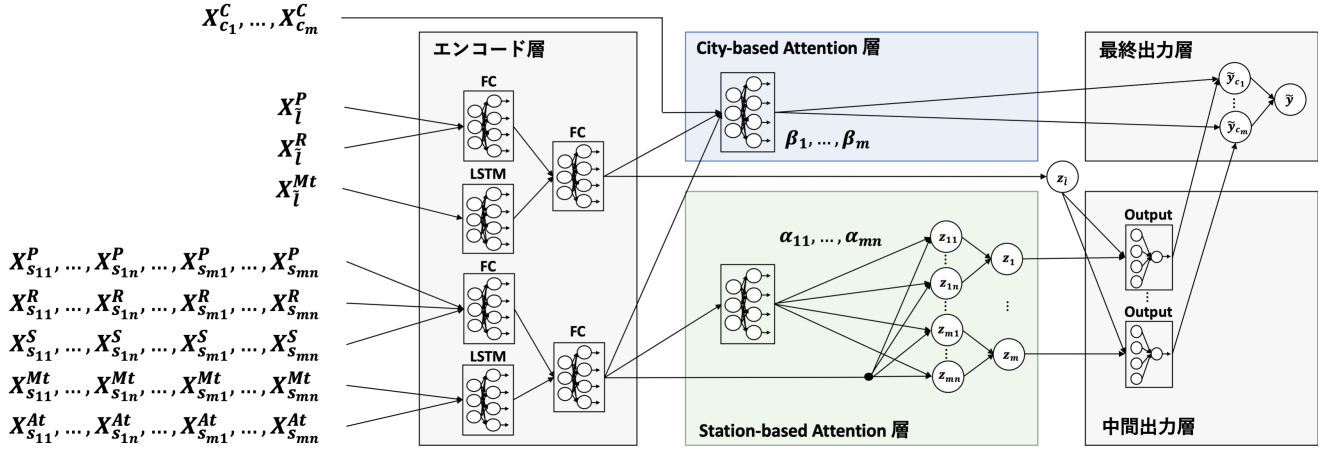 X^C_{c_1}, ..., X^C_{c_m}
エンコード層
City-based Attention 層
最終出力層
FC
X^P_{\tilde{l}}
X^R_{\tilde{l}}
FC
ỹ_{c_1}
⋮
ỹ_{c_m}
ỹ
β_1, ..., β_m
LSTM
X^{Mt}_{\tilde{l}}
z_{\tilde{l}}
Output
⋮
Output
α_{11}, ..., α_{mn}
z_{11}
⋮
z_{1n}
⋮
z_{m1}
⋮
z_{mn}
z_1
⋮
z_m
X^P_{s_{11}}, ..., X^P_{s_{1n}}, ..., X^P_{s_{m1}}, ..., X^P_{s_{mn}}
X^R_{s_{11}}, ..., X^R_{s_{1n}}, ..., X^R_{s_{m1}}, ..., X^R_{s_{mn}}
X^S_{s_{11}}, ..., X^S_{s_{1n}}, ..., X^S_{s_{m1}}, ..., X^S_{s_{mn}}
X^{Mt}_{s_{11}}, ..., X^{Mt}_{s_{1n}}, ..., X^{Mt}_{s_{m1}}, ..., X^{Mt}_{s_{mn}}
X^{At}_{s_{11}}, ..., X^{At}_{s_{1n}}, ..., X^{At}_{s_{m1}}, ..., X^{At}_{s_{mn}}
FC
FC
LSTM
Station-based Attention 層
中間出力層